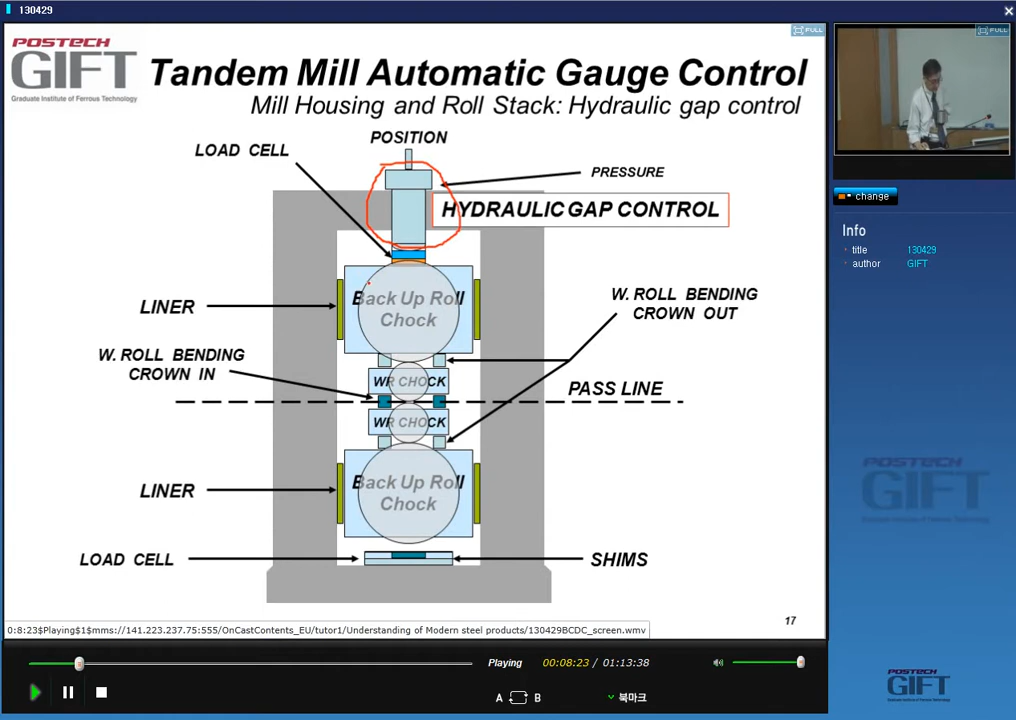 130429
POSTECH
GIFT
Graduate Institute of Ferrous Technology
Tandem Mill Automatic Gauge Control
Mill Housing and Roll Stack: Hydraulic gap control
FULL
FULL
POSITION
LOAD CELL
PRESSURE
HYDRAULIC GAP CONTROL
change
Info
title 130429
author GIFT
Back Up Roll
Chock
LINER
W. ROLL BENDING
CROWN OUT
W. ROLL BENDING
CROWN IN
WR CHOCK
PASS LINE
WR CHOCK
Back Up Roll
Chock
LINER
LOAD CELL
SHIMS
POSTECH
GIFT
17
0:8:23$Playing$1$mms://141.223.237.75:555/OnCastContents_EU/tutor1/Understanding of Modern steel products/130429BCDC_screen.wmv
Playing
00:08:23 / 01:13:38
A B
북마크
POSTECH
GIFT